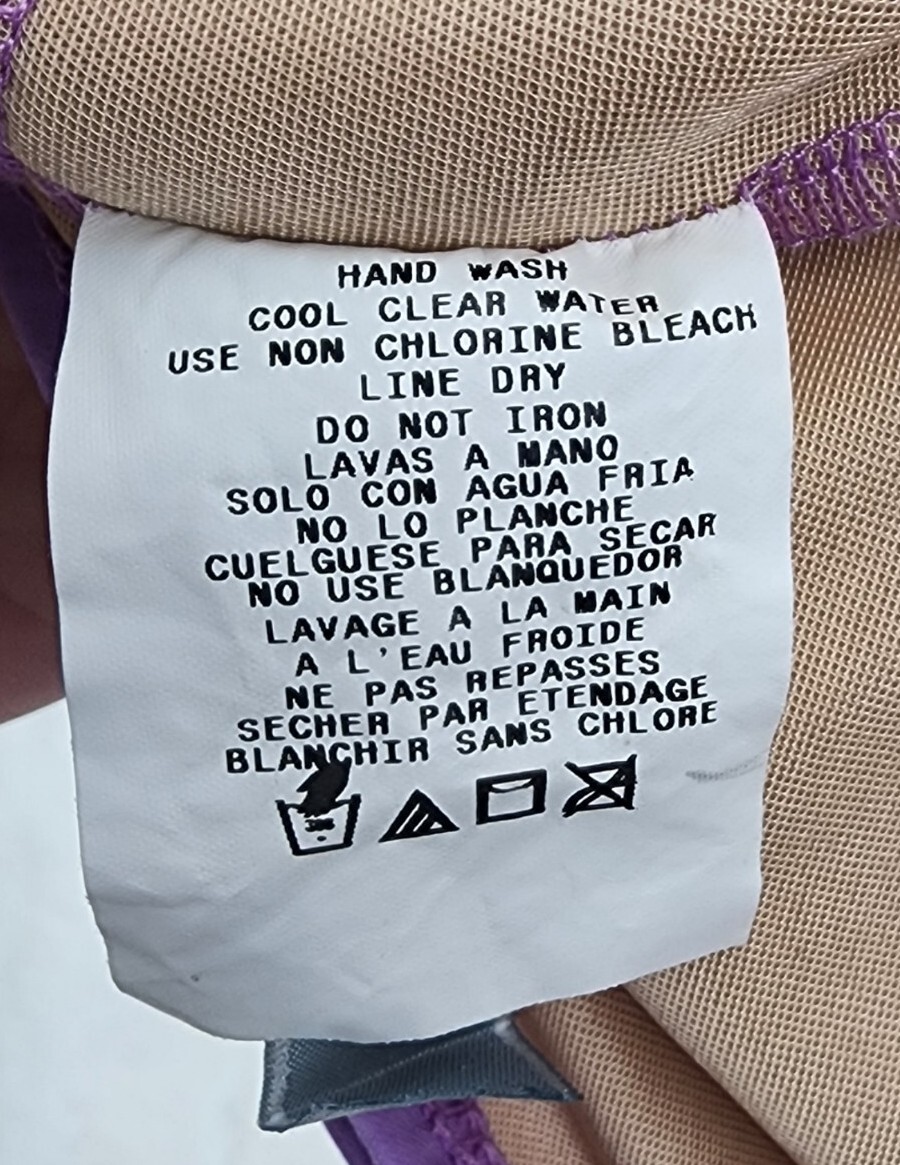 HAND WASH
COOL CLEAR WATER
USE NON CHLORINE BLEACH
LINE DRY
DO NOT IRON
LAVAS A MANO
SOLO CON AGUA FRIA
NO LO PLANCHE
CUELGUESE PARA SECAR
NO USE BLANQUEDOR
LAVAGE A LA MAIN
A L'EAU FROIDE
NE PAS REPASSES
SECHER PAR ETENDAGE
BLANCHIR SANS CHLORE